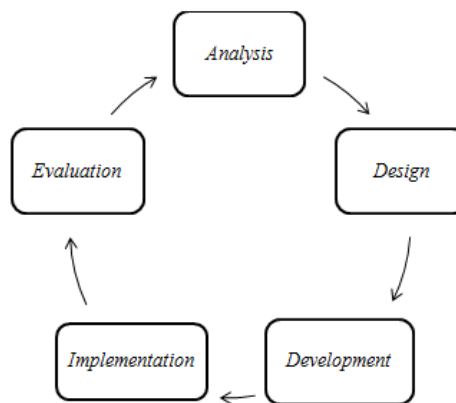 Analysis
Design
Development
Implementation
Evaluation